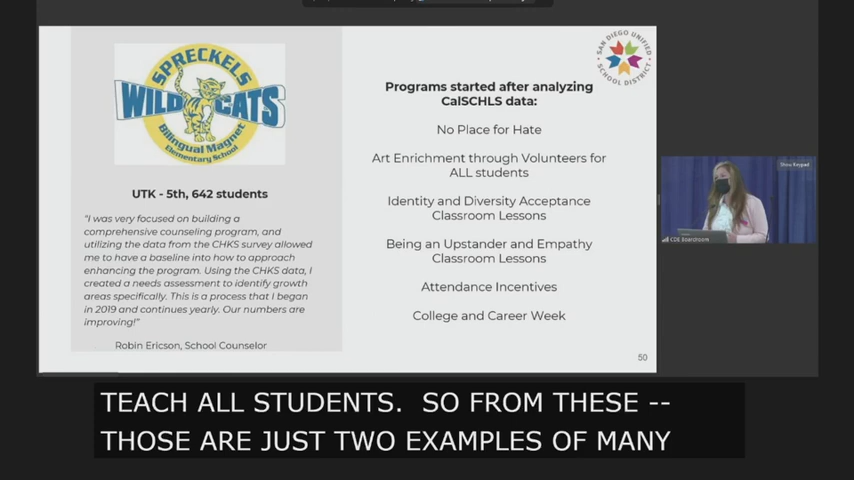 SPRECKELS
WILD CATS
Bilingual Magnet
Elementary School
UTK - 5th, 642 students
"I was very focused on building a
comprehensive counseling program, and
utilizing the data from the CHKS survey allowed
me to have a baseline into how to approach
enhancing the program. Using the CHKS data, I
created a needs assessment to identify growth
areas specifically. This is a process that I began
in 2019 and continues yearly. Our numbers are
improving!"
Robin Ericson, School Counselor
SAN DIEGO UNIFIED
SCHOOL DISTRICT
Programs started after analyzing
CalSCHLS data:
No Place for Hate
Art Enrichment through Volunteers for
ALL students
Identity and Diversity Acceptance
Classroom Lessons
Being an Upstander and Empathy
Classroom Lessons
Attendance Incentives
College and Career Week
50
Show Keypad
CDE Boardroom
TEACH ALL STUDENTS.  SO FROM THESE --
THOSE ARE JUST TWO EXAMPLES OF MANY